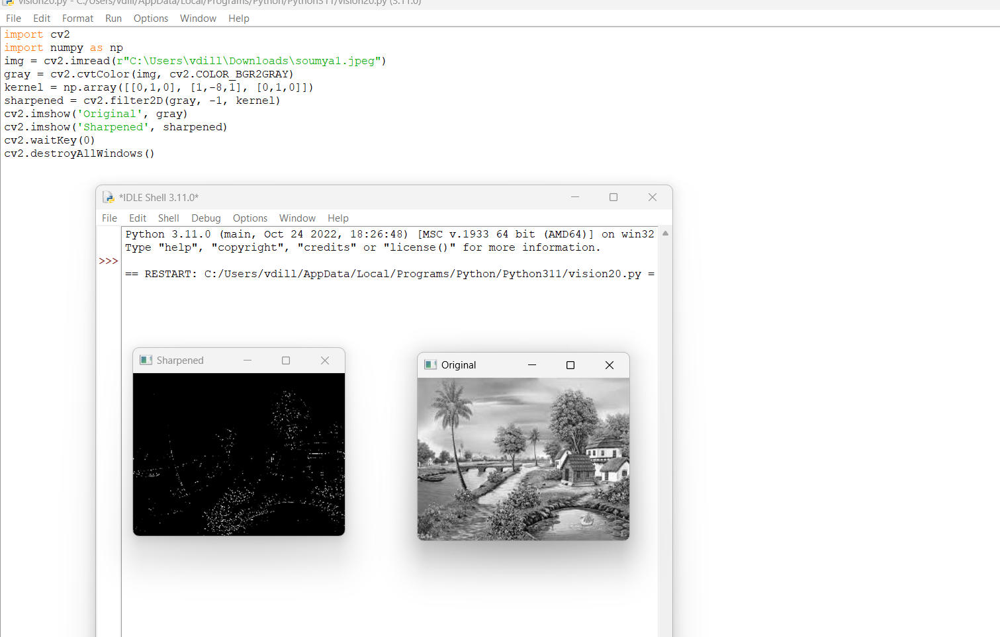 vision20.py - C:/Users/vdill/AppData/Local/Programs/Python/Python311/vision20.py (3.11.0)
File Edit Format Run Options Window Help
import cv2
import numpy as np
img = cv2.imread(r"C:\Users\vdill\Downloads\soumya1.jpeg")
gray = cv2.cvtColor(img, cv2.COLOR_BGR2GRAY)
kernel = np.array([[0,1,0], [1,-8,1], [0,1,0]])
sharpened = cv2.filter2D(gray, -1, kernel)
cv2.imshow('Original', gray)
cv2.imshow('Sharpened', sharpened)
cv2.waitKey(0)
cv2.destroyAllWindows()
*IDLE Shell 3.11.0*
File Edit Shell Debug Options Window Help
Python 3.11.0 (main, Oct 24 2022, 18:26:48) [MSC v.1933 64 bit (AMD64)] on win32
Type "help", "copyright", "credits" or "license()" for more information.
>>>
== RESTART: C:/Users/vdill/AppData/Local/Programs/Python/Python311/vision20.py =
Sharpened
Original